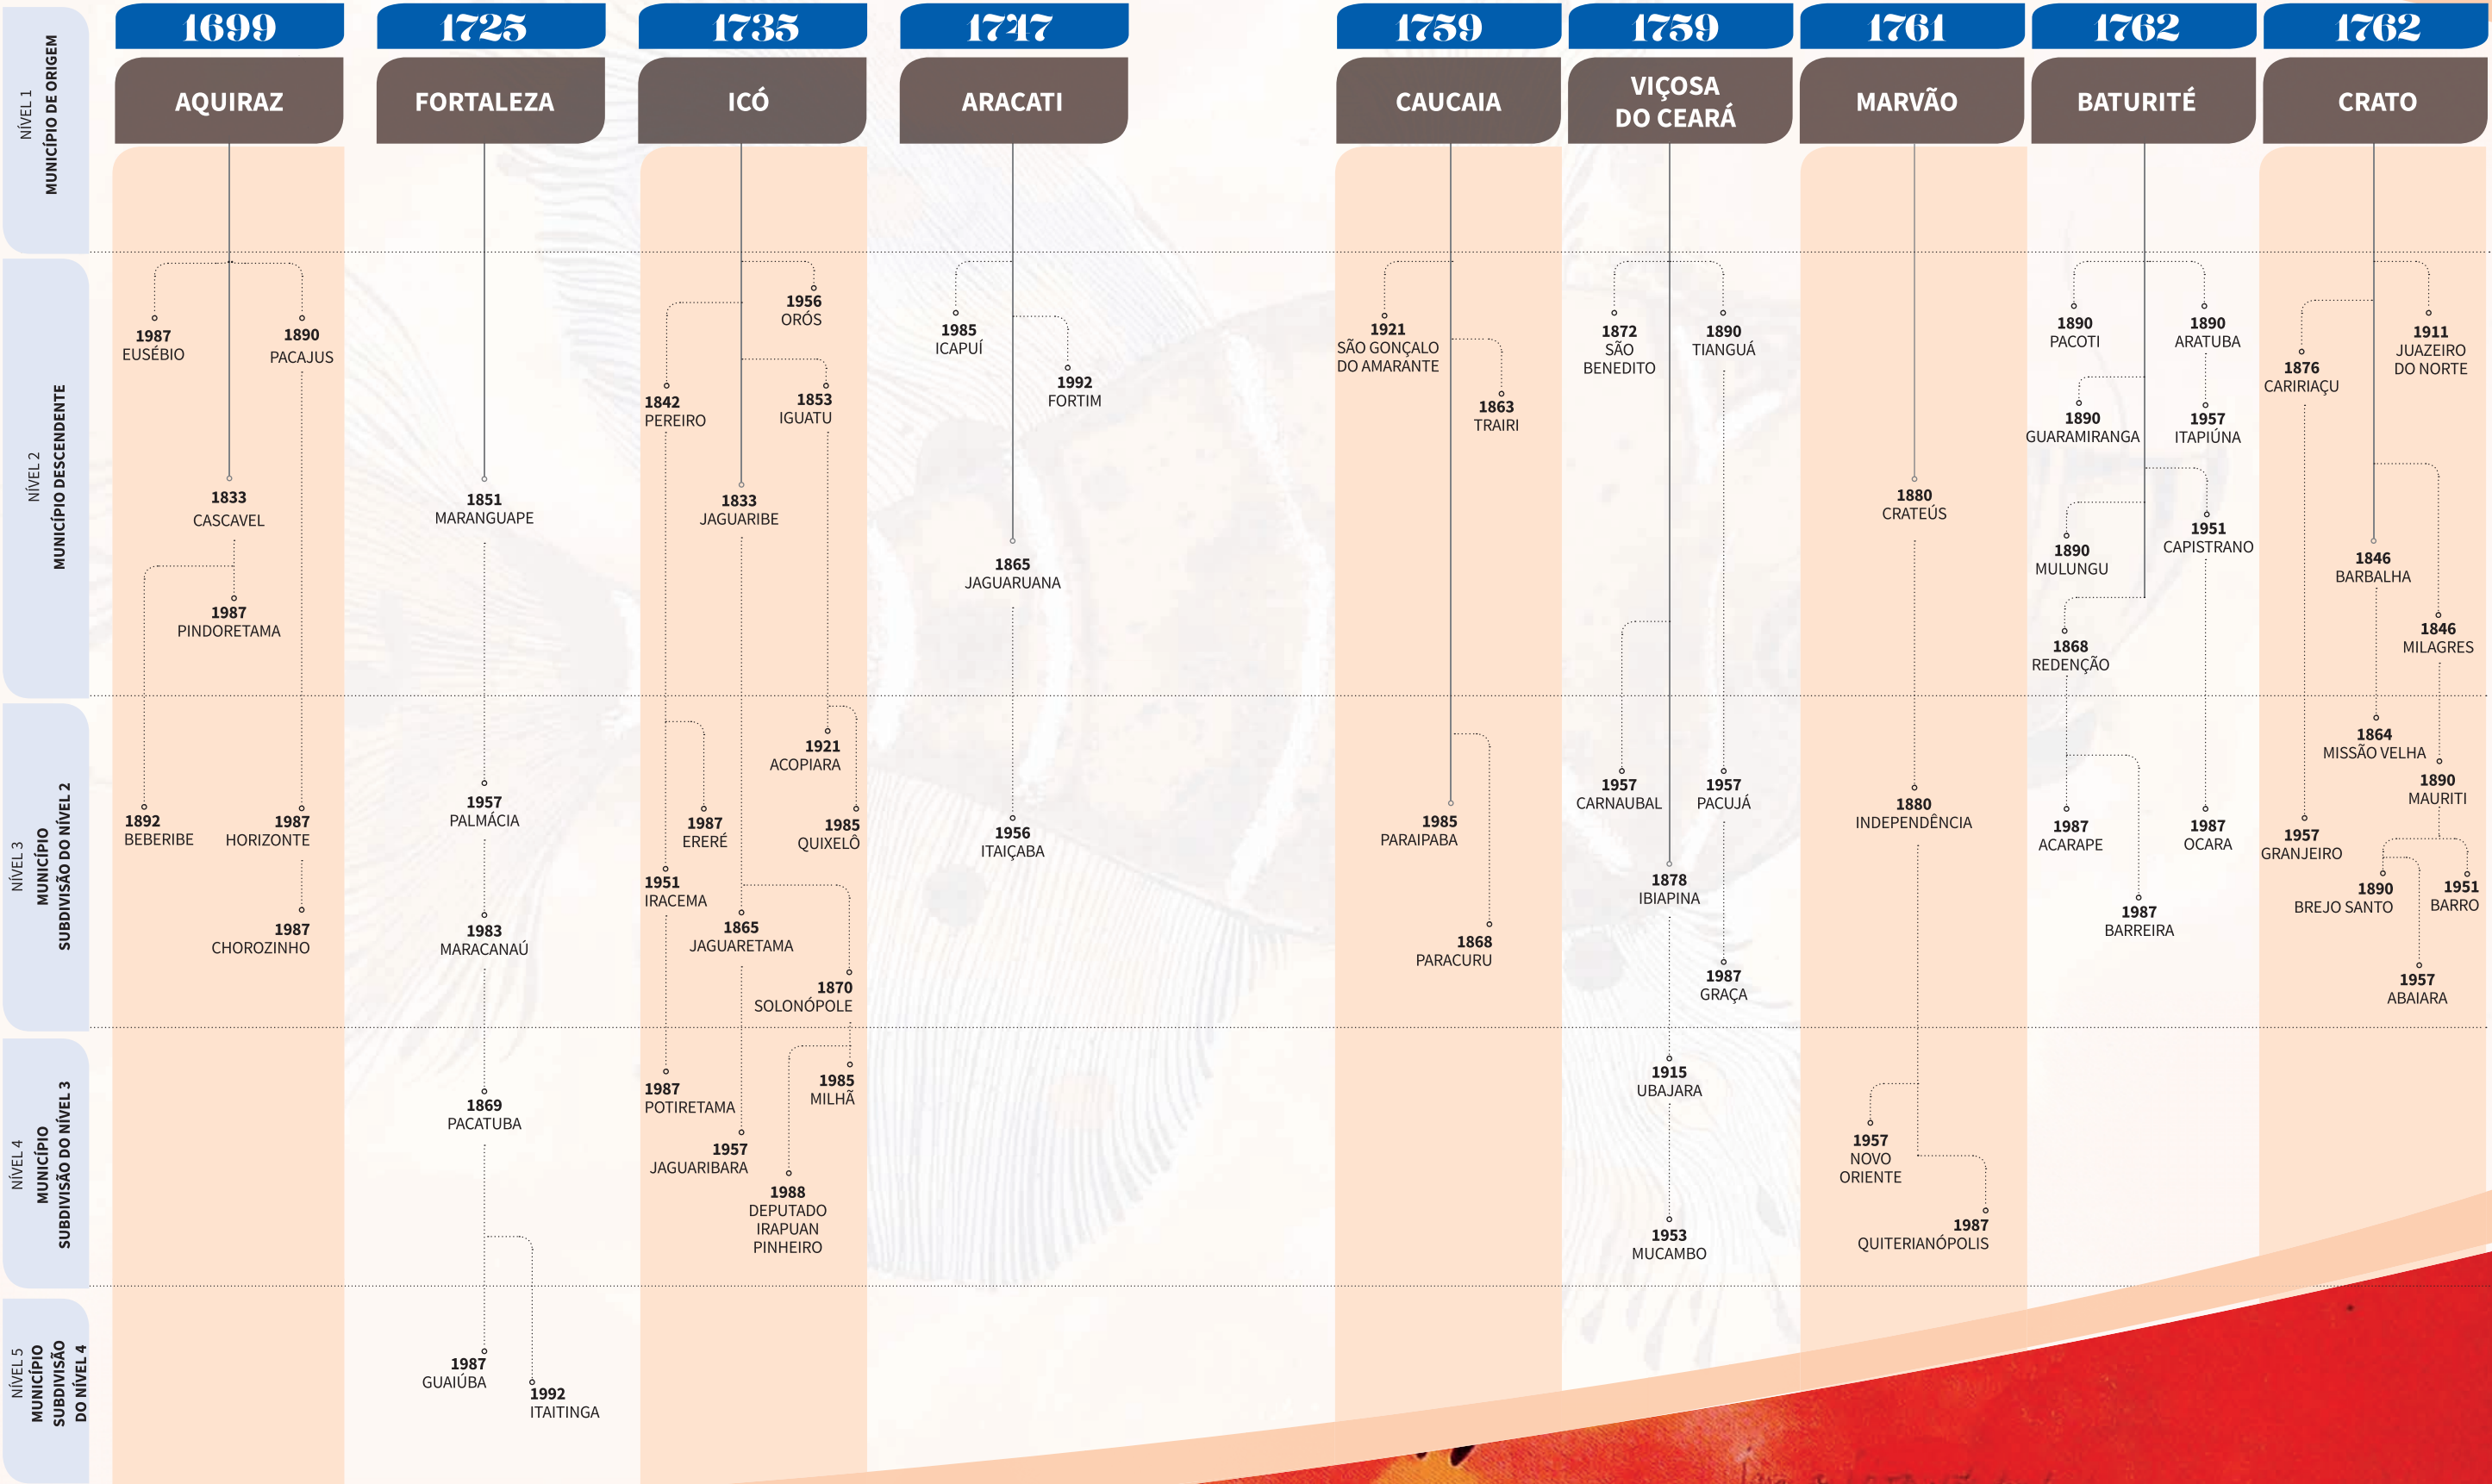 NÍVEL 1
MUNICÍPIO DE ORIGEM
NÍVEL 2
MUNICÍPIO DESCENDENTE
NÍVEL 3
MUNICÍPIO
SUBDIVISÃO DO NÍVEL 2
NÍVEL 4
MUNICÍPIO
SUBDIVISÃO DO NÍVEL 3
NÍVEL 5
MUNICÍPIO
SUBDIVISÃO
DO NÍVEL 4
1699
AQUIRAZ
1987
EUSÉBIO
1890
PACAJUS
1833
CASCAVEL
1987
PINDORETAMA
1892
BEBERIBE
1987
HORIZONTE
1987
CHOROZINHO
1725
FORTALEZA
1851
MARANGUAPE
1957
PALMÁCIA
1983
MARACANAÚ
1869
PACATUBA
1987
GUAIÚBA
1992
ITAITINGA
1735
ICÓ
1956
ORÓS
1842
PEREIRO
1853
IGUATU
1833
JAGUARIBE
1921
ACOPIARA
1987
ERERÉ
1985
QUIXELÔ
1951
IRACEMA
1865
JAGUARETAMA
1870
SOLONÓPOLE
1987
POTIRETAMA
1985
MILHÃ
1957
JAGUARIBARA
1988
DEPUTADO
IRAPUAN
PINHEIRO
1747
ARACATI
1985
ICAPUÍ
1992
FORTIM
1865
JAGUARUANA
1956
ITAIÇABA
1759
CAUCAIA
1921
SÃO GONÇALO
DO AMARANTE
1863
TRAIRI
1985
PARAIPABA
1868
PARACURU
1759
VIÇOSA
DO CEARÁ
1872
SÃO
BENEDITO
1890
TIANGUÁ
1957
CARNAUBAL
1957
PACUJÁ
1878
IBIAPINA
1987
GRAÇA
1915
UBAJARA
1953
MUCAMBO
1761
MARVÃO
1880
CRATEÚS
1880
INDEPENDÊNCIA
1957
NOVO
ORIENTE
1987
QUITERIANÓPOLIS
1762
BATURITÉ
1890
PACOTI
1890
ARATUBA
1890
GUARAMIRANGA
1957
ITAPIÚNA
1890
MULUNGU
1951
CAPISTRANO
1868
REDENÇÃO
1987
ACARAPE
1987
OCARA
1987
BARREIRA
1762
CRATO
1911
JUAZEIRO
DO NORTE
1876
CARIRIAÇU
1846
BARBALHA
1846
MILAGRES
1864
MISSÃO VELHA
1890
MAURITI
1957
GRANJEIRO
1890
BREJO SANTO
1951
BARRO
1957
ABAIARA